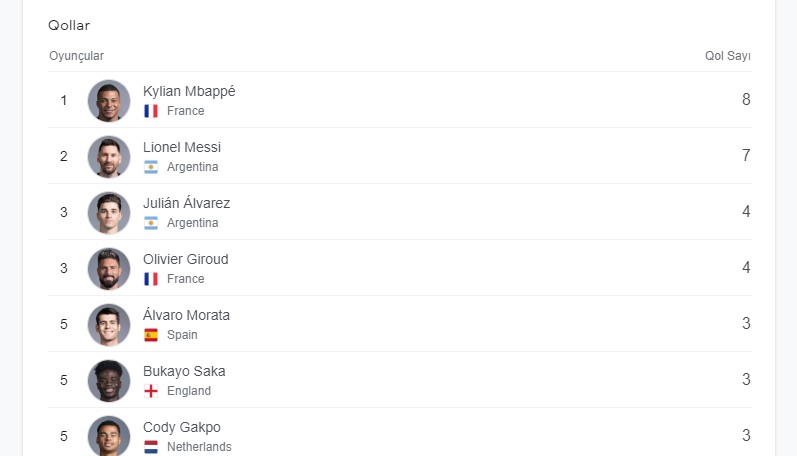 Qollar
Oyunçular Qol Sayı
1 Kylian Mbappé 8
France
2 Lionel Messi 7
Argentina
3 Julián Álvarez 4
Argentina
3 Olivier Giroud 4
France
5 Álvaro Morata 3
Spain
5 Bukayo Saka 3
England
5 Cody Gakpo 3
Netherlands